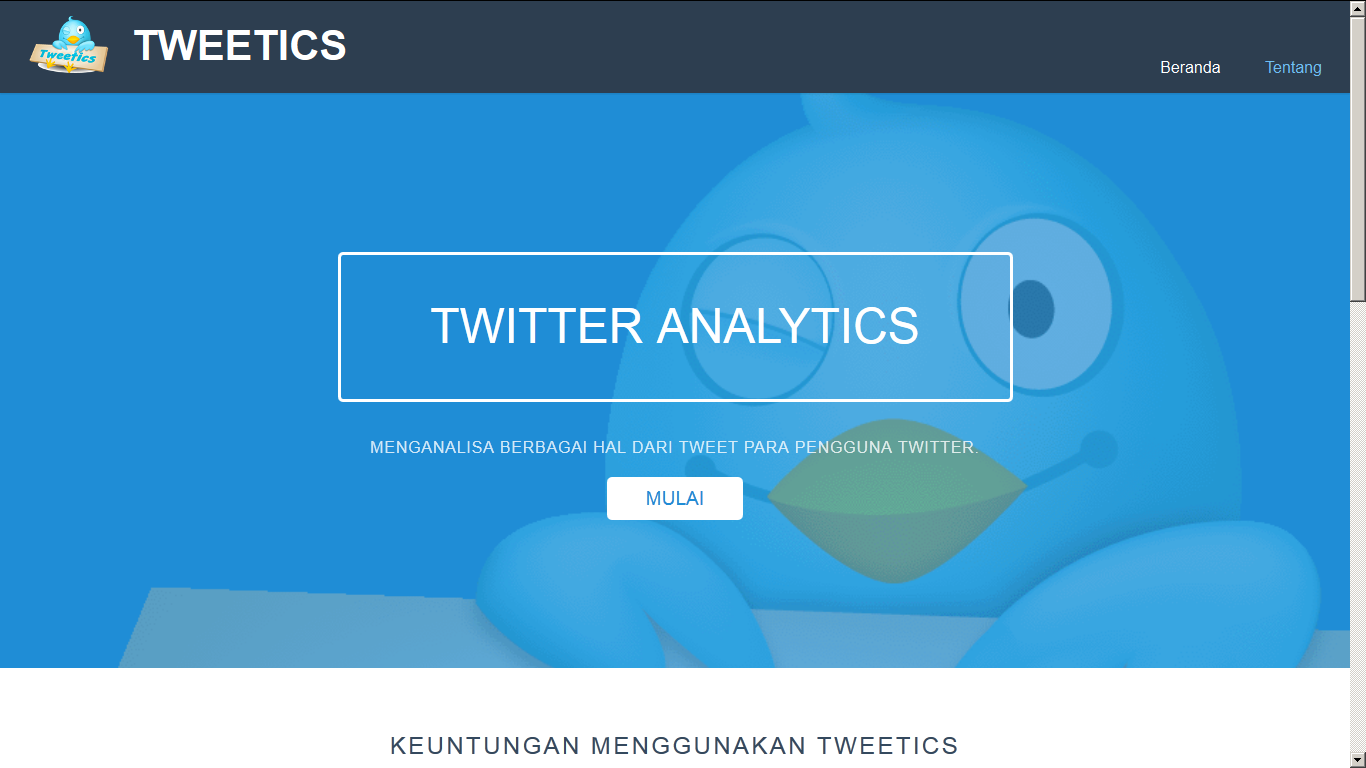 Tweetics
TWEETICS
Beranda
Tentang
TWITTER ANALYTICS
MENGANALISA BERBAGAI HAL DARI TWEET PARA PENGGUNA TWITTER.
MULAI
KEUNTUNGAN MENGGUNAKAN TWEETICS